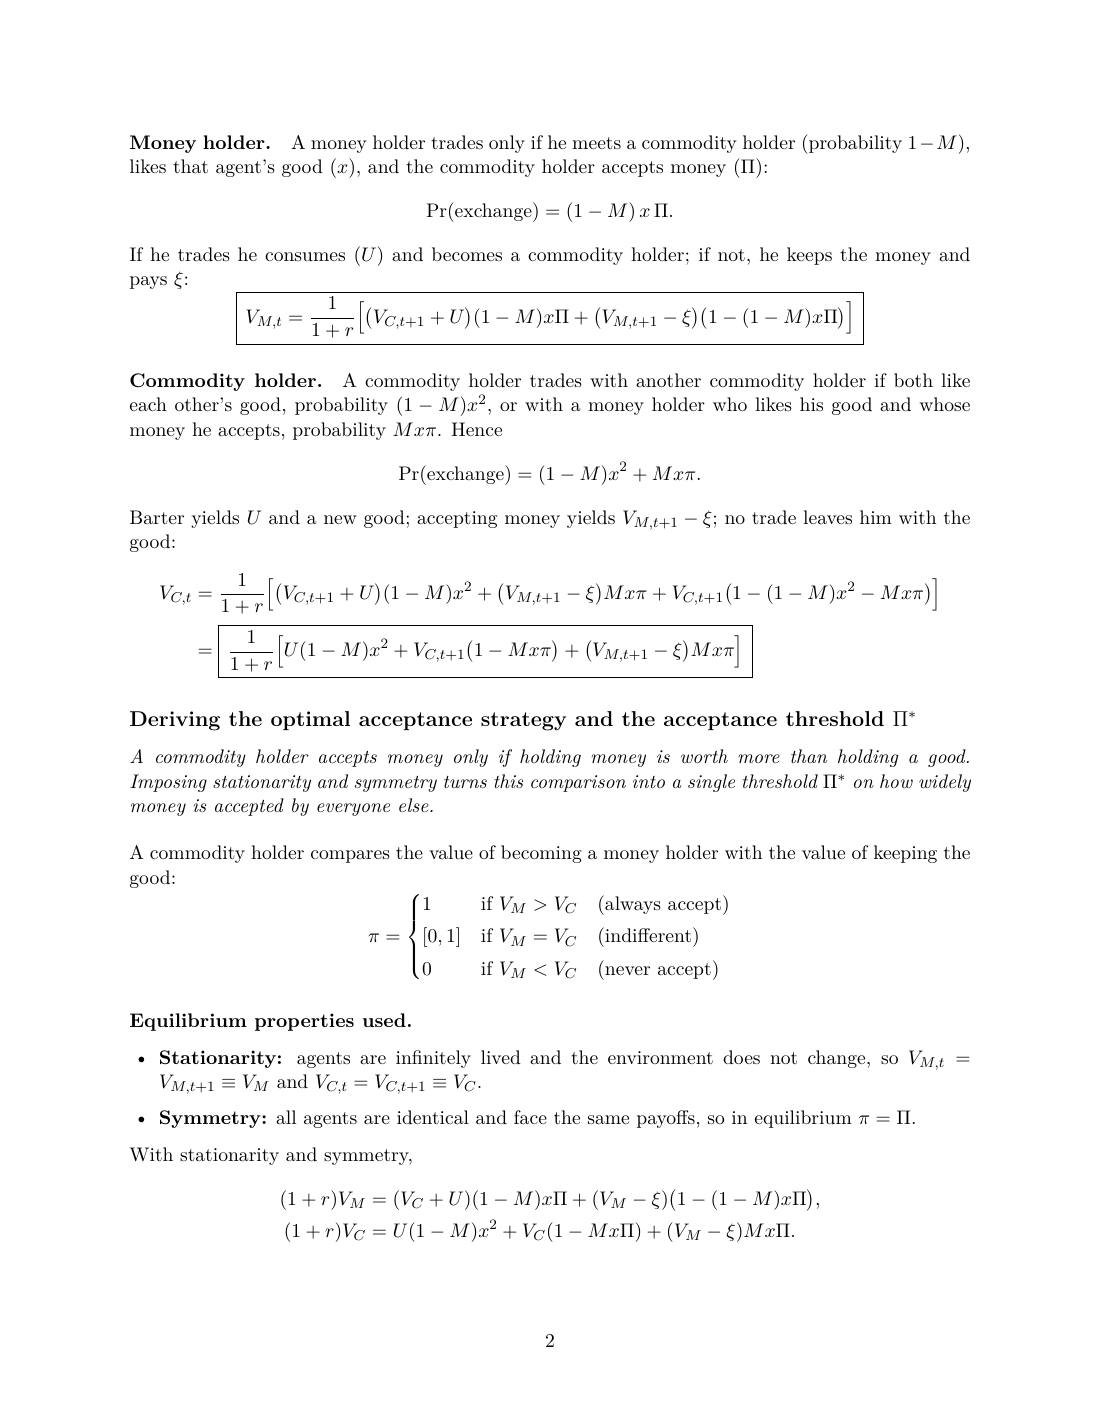 Money holder. A money holder trades only if he meets a commodity holder (probability 1 − M),
likes that agent's good (x), and the commodity holder accepts money (Π):
Pr(exchange) = (1 − M) x Π.
If he trades he consumes (U) and becomes a commodity holder; if not, he keeps the money and
pays ξ:
V_{M,t} = \frac{1}{1 + r}[(V_{C,t+1} + U)(1 − M)xΠ + (V_{M,t+1} − ξ)(1 − (1 − M)xΠ)]
Commodity holder. A commodity holder trades with another commodity holder if both like
each other's good, probability (1 − M)x², or with a money holder who likes his good and whose
money he accepts, probability Mxπ. Hence
Pr(exchange) = (1 − M)x² + Mxπ.
Barter yields U and a new good; accepting money yields V_{M,t+1} − ξ; no trade leaves him with the
good:
V_{C,t} = \frac{1}{1 + r}[(V_{C,t+1} + U)(1 − M)x² + (V_{M,t+1} − ξ)Mxπ + V_{C,t+1}(1 − (1 − M)x² − Mxπ)]
= \frac{1}{1 + r}[U(1 − M)x² + V_{C,t+1}(1 − Mxπ) + (V_{M,t+1} − ξ)Mxπ]
Deriving the optimal acceptance strategy and the acceptance threshold Π*
A commodity holder accepts money only if holding money is worth more than holding a good.
Imposing stationarity and symmetry turns this comparison into a single threshold Π* on how widely
money is accepted by everyone else.
A commodity holder compares the value of becoming a money holder with the value of keeping the
good:
π = { 1 if V_M > V_C (always accept)
[0, 1] if V_M = V_C (indifferent)
0 if V_M < V_C (never accept)
Equilibrium properties used.
• Stationarity: agents are infinitely lived and the environment does not change, so V_{M,t} =
V_{M,t+1} ≡ V_M and V_{C,t} = V_{C,t+1} ≡ V_C.
• Symmetry: all agents are identical and face the same payoffs, so in equilibrium π = Π.
With stationarity and symmetry,
(1 + r)V_M = (V_C + U)(1 − M)xΠ + (V_M − ξ)(1 − (1 − M)xΠ),
(1 + r)V_C = U(1 − M)x² + V_C(1 − MxΠ) + (V_M − ξ)MxΠ.
2